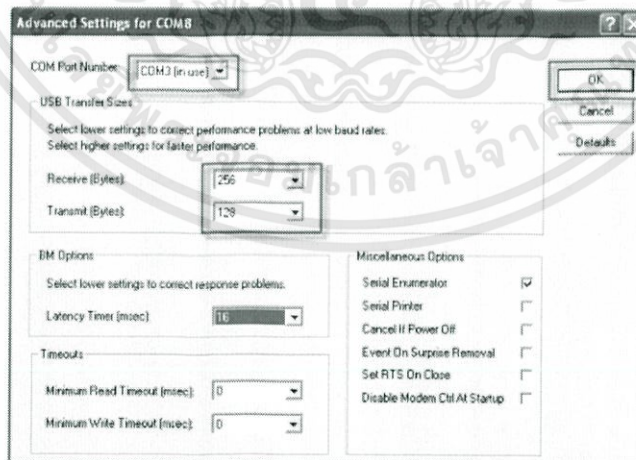 Advanced Settings for COM8
COM Port Number:
COM3 (in use)
OK
Cancel
Defaults
USB Transfer Sizes
Select lower settings to correct performance problems at low baud rates.
Select higher settings for faster performance.
Receive (Bytes):
256
Transmit (Bytes):
128
BM Options
Select lower settings to correct response problems.
Latency Timer (msec):
16
Timeouts
Minimum Read Timeout (msec):
0
Minimum Write Timeout (msec):
0
Miscellaneous Options
Serial Enumerator
Serial Printer
Cancel If Power Off
Event On Surprise Removal
Set RTS On Close
Disable Modem Ctrl At Startup